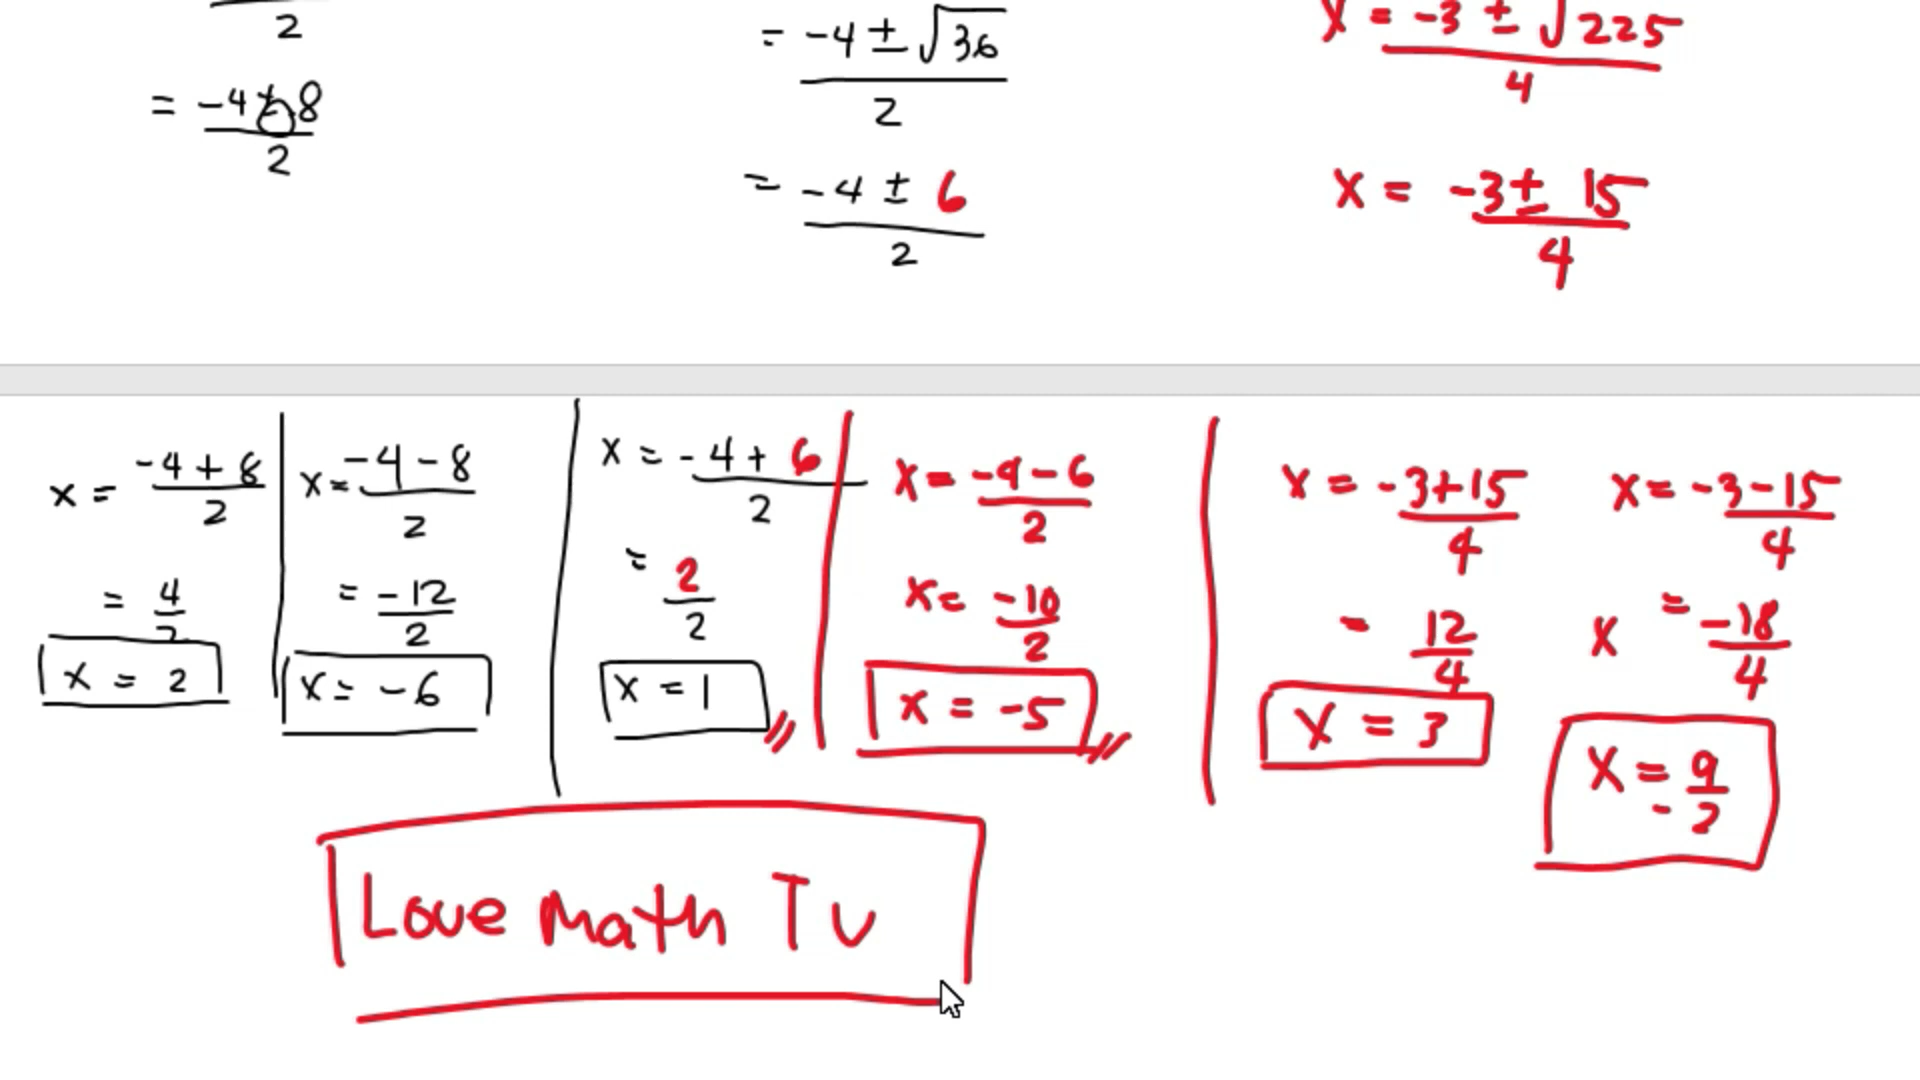 2
= -4 ± 8
2
= -4 ± √36
2
= -4 ± 6
2
x = -3 ± √225
4
x = -3 ± 15
4
x = -4 + 8
2
= 4
2
x = 2
x = -4 - 8
2
= -12
2
x = -6
x = -4 + 6
2
= 2
2
x = 1
x = -4 - 6
2
x = -10
2
x = -5
x = -3+15
4
= 12
4
x = 3
x = -3-15
4
x = -18
4
x = -9
2
Love Math Tv